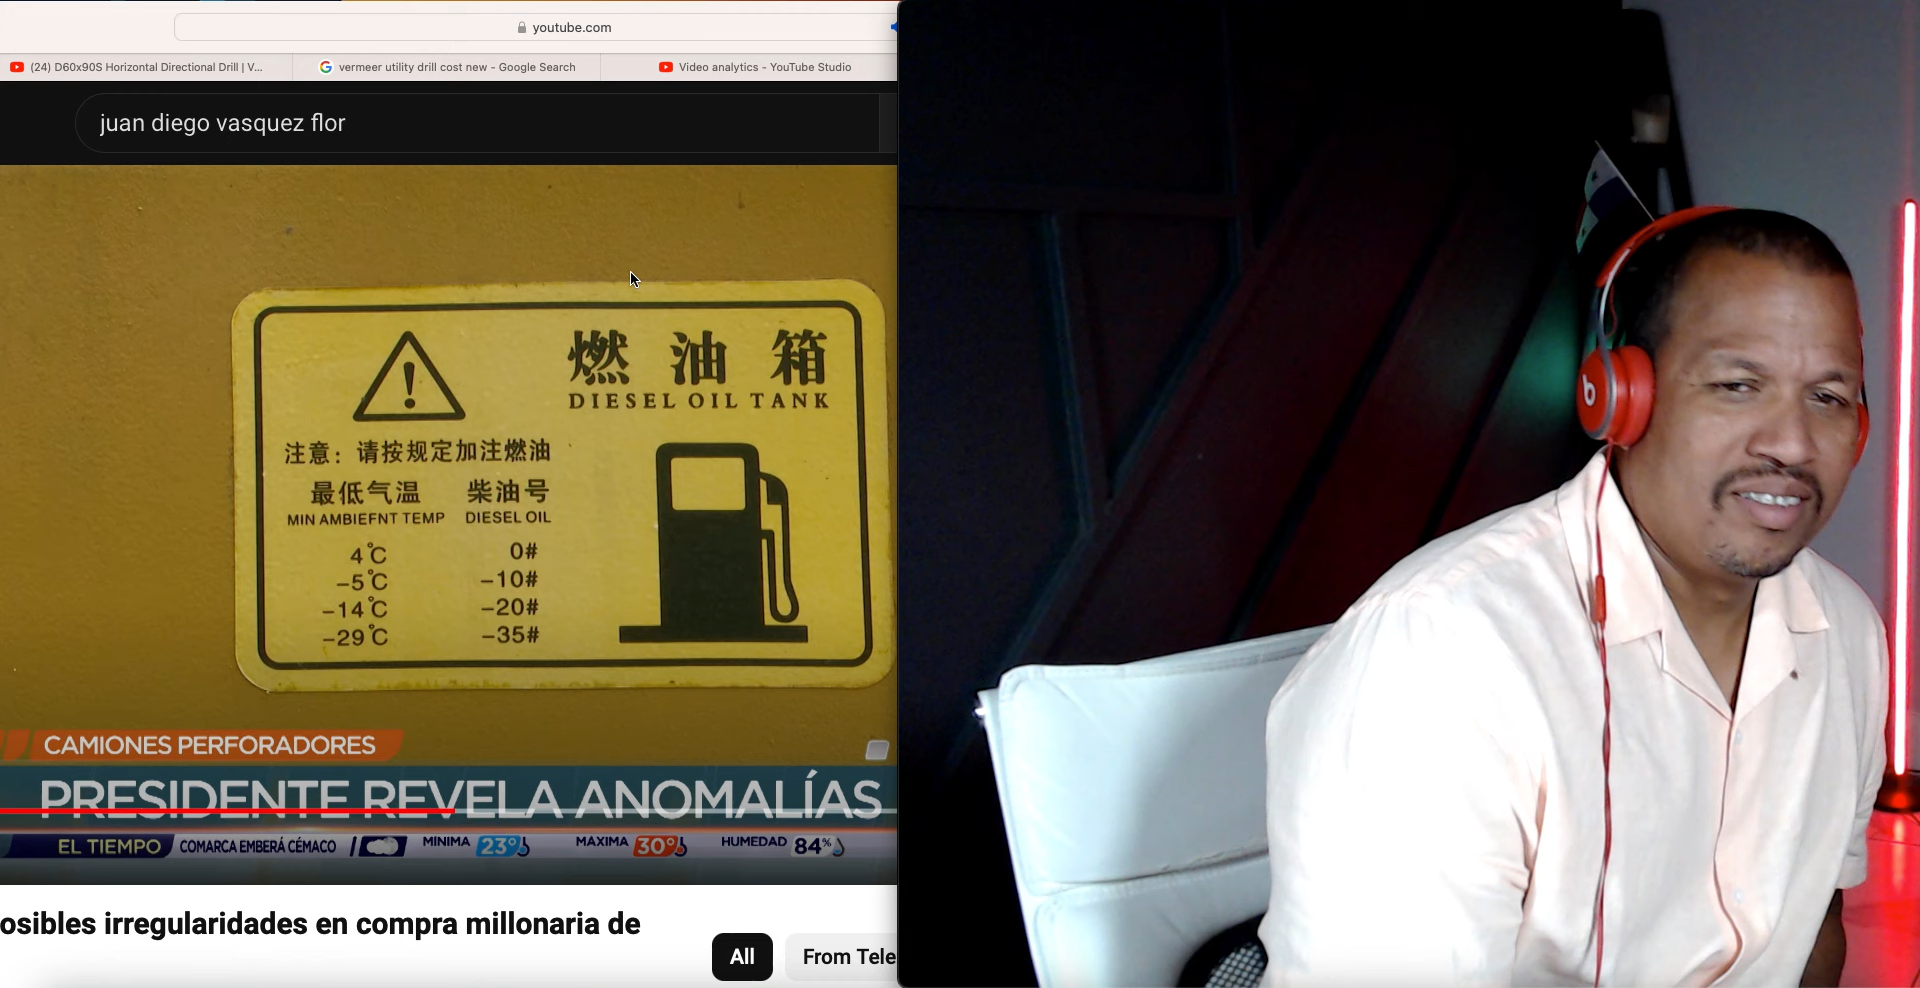 youtube.com
(24) D60x90S Horizontal Directional Drill | V...
vermeer utility drill cost new - Google Search
Video analytics - YouTube Studio
juan diego vasquez flor
燃油箱
DIESEL OIL TANK
注意：请按规定加注燃油
最低气温 柴油号
MIN AMBIEFNT TEMP DIESEL OIL
4℃ 0#
-5℃ -10#
-14℃ -20#
-29℃ -35#
CAMIONES PERFORADORES
PRESIDENTE REVELA ANOMALÍAS
EL TIEMPO COMARCA EMBERÁ CÉMACO MÍNIMA 23° MÁXIMA 30° HUMEDAD 84%
osibles irregularidades en compra millonaria de
All
From Tele
b